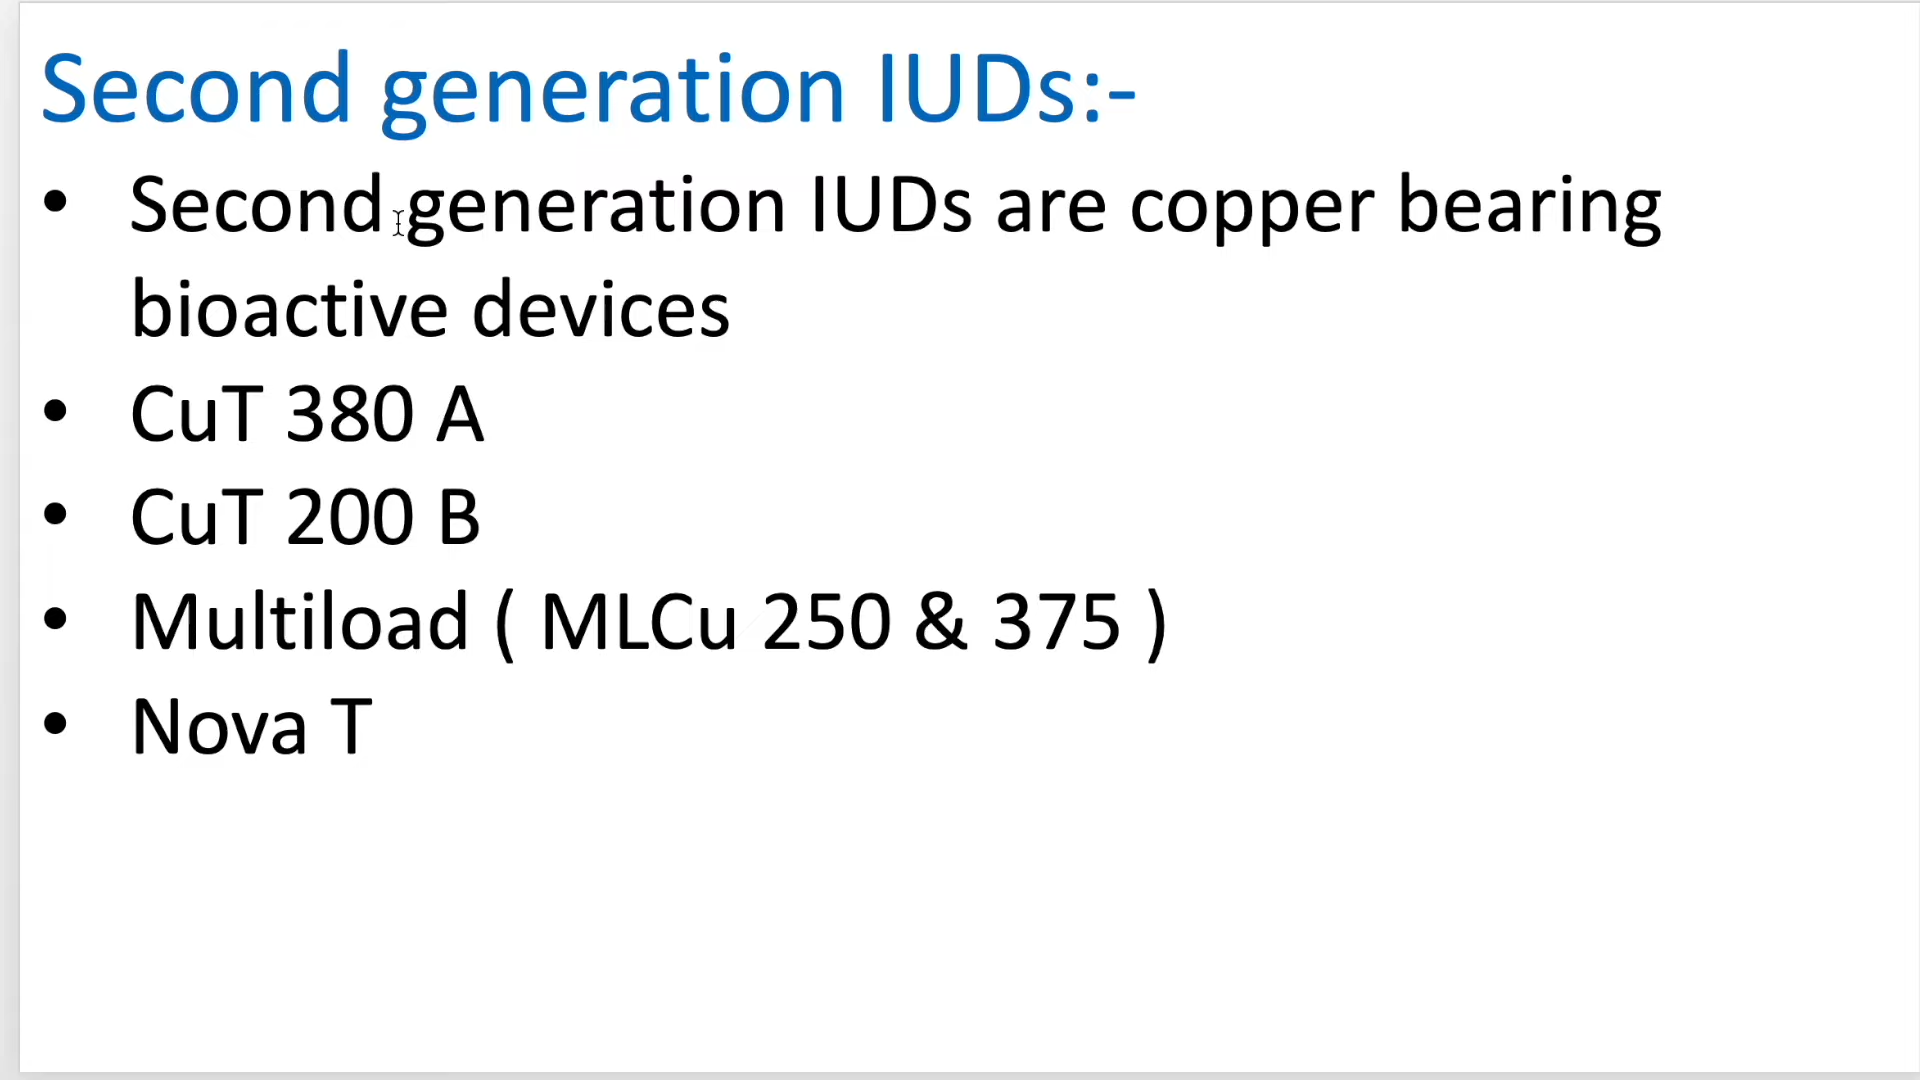 Second generation IUDs:-
• Second generation IUDs are copper bearing
bioactive devices
• CuT 380 A
• CuT 200 B
• Multiload ( MLCu 250 & 375 )
• Nova T